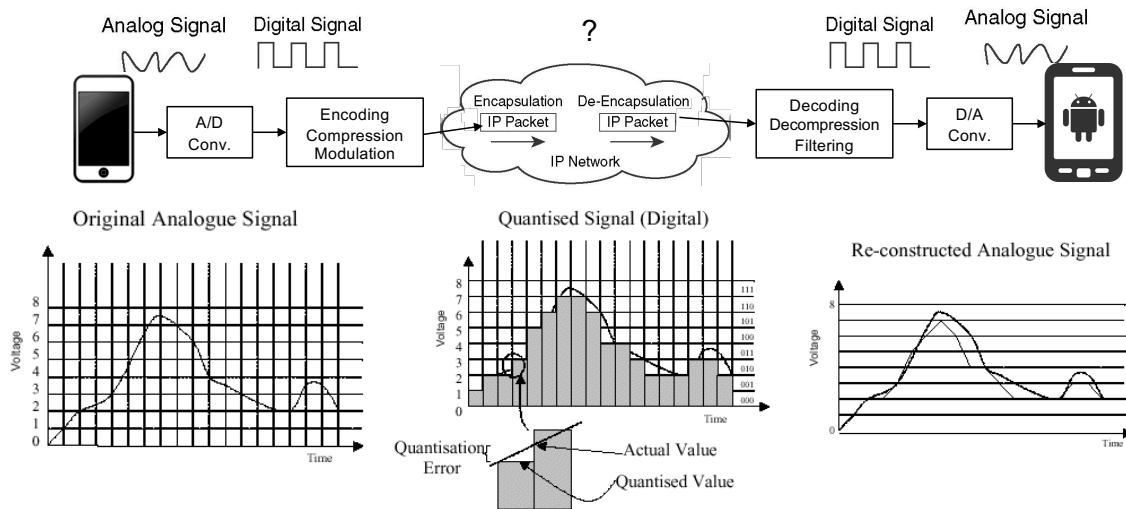 Analog Signal
Digital Signal
?
Digital Signal
Analog Signal
A/D
Conv.
Encoding
Compression
Modulation
Encapsulation
IP Packet
De-Encapsulation
IP Packet
IP Network
Decoding
Decompression
Filtering
D/A
Conv.
Original Analogue Signal
Voltage
8
7
6
5
4
3
2
1
0
Time
Quantised Signal (Digital)
Voltage
8
7
6
5
4
3
2
1
0
111
110
101
100
011
010
001
000
Time
Quantisation
Error
Actual Value
Quantised Value
Re-constructed Analogue Signal
Voltage
8
0
Time